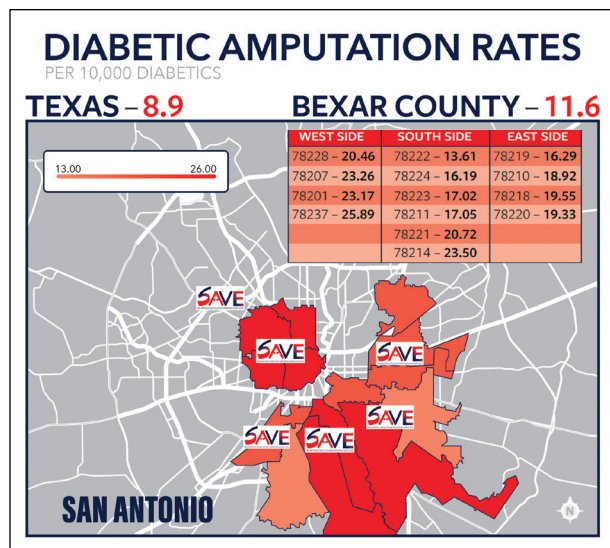 DIABETIC AMPUTATION RATES
PER 10,000 DIABETICS
TEXAS – 8.9
BEXAR COUNTY – 11.6
13.00 26.00
WEST SIDE SOUTH SIDE EAST SIDE
78228 – 20.46 78222 – 13.61 78219 – 16.29
78207 – 23.26 78224 – 16.19 78210 – 18.92
78201 – 23.17 78223 – 17.02 78218 – 19.55
78237 – 25.89 78211 – 17.05 78220 – 19.33
78221 – 20.72
78214 – 23.50
SAVE
SAVE
SAVE
SAVE
SAVE
SAVE
SAN ANTONIO
N